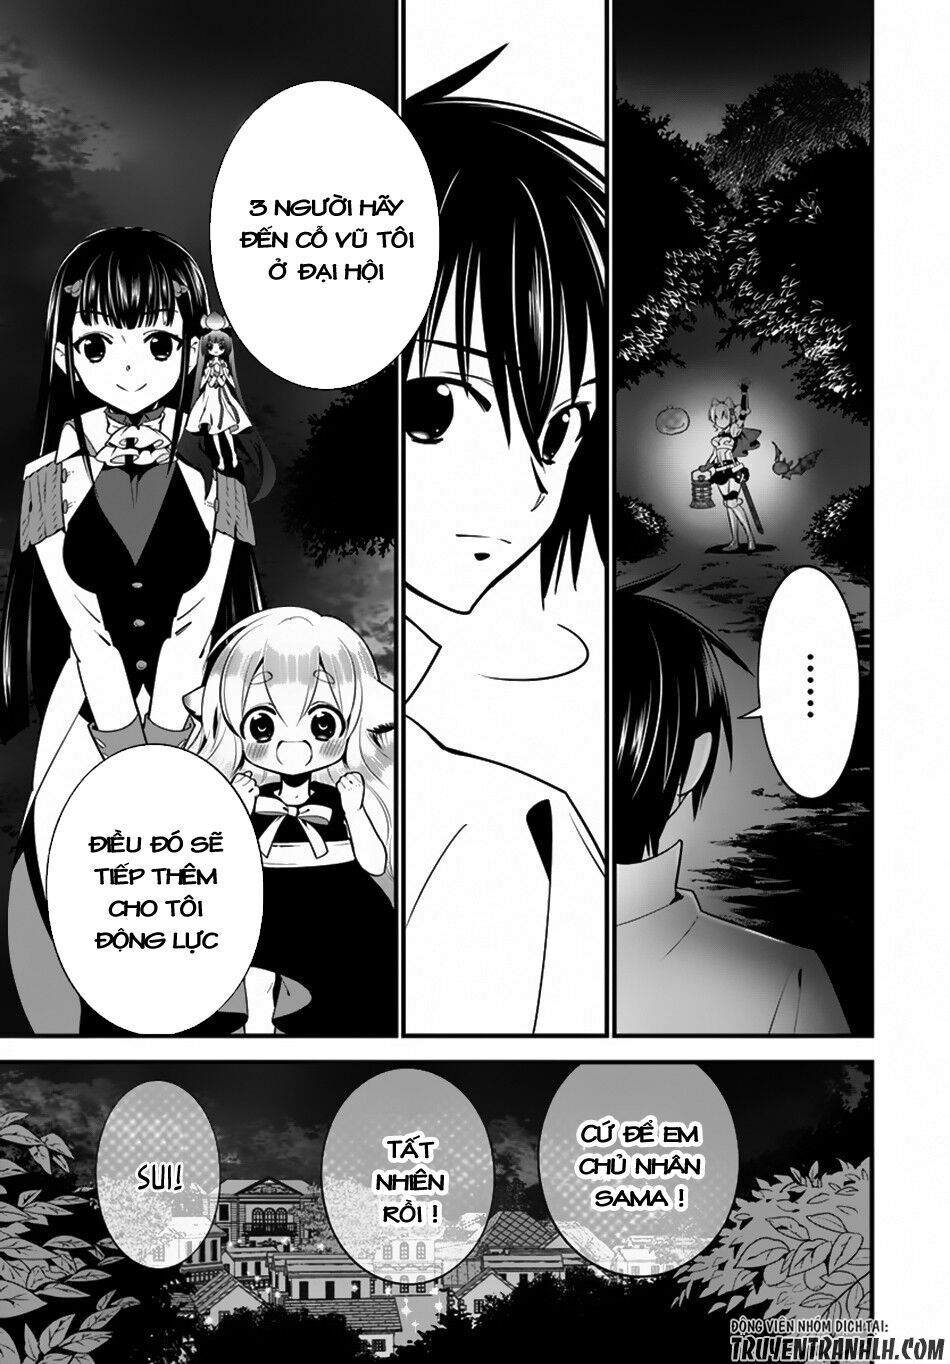 ......
3 NGƯỜI HÃY
ĐẾN CỔ VŨ TÔI
Ở ĐẠI HỘI
ĐIỀU ĐÓ SẼ
TIẾP THÊM
CHO TÔI
ĐỘNG LỰC
CỨ ĐỂ EM
CHỦ NHÂN
SAMA !
TẤT
NHIÊN
RỒI !
SUI!
ĐỘNG VIÊN NHÓM DỊCH TẠI:
TRUYENTRANHLH.COM